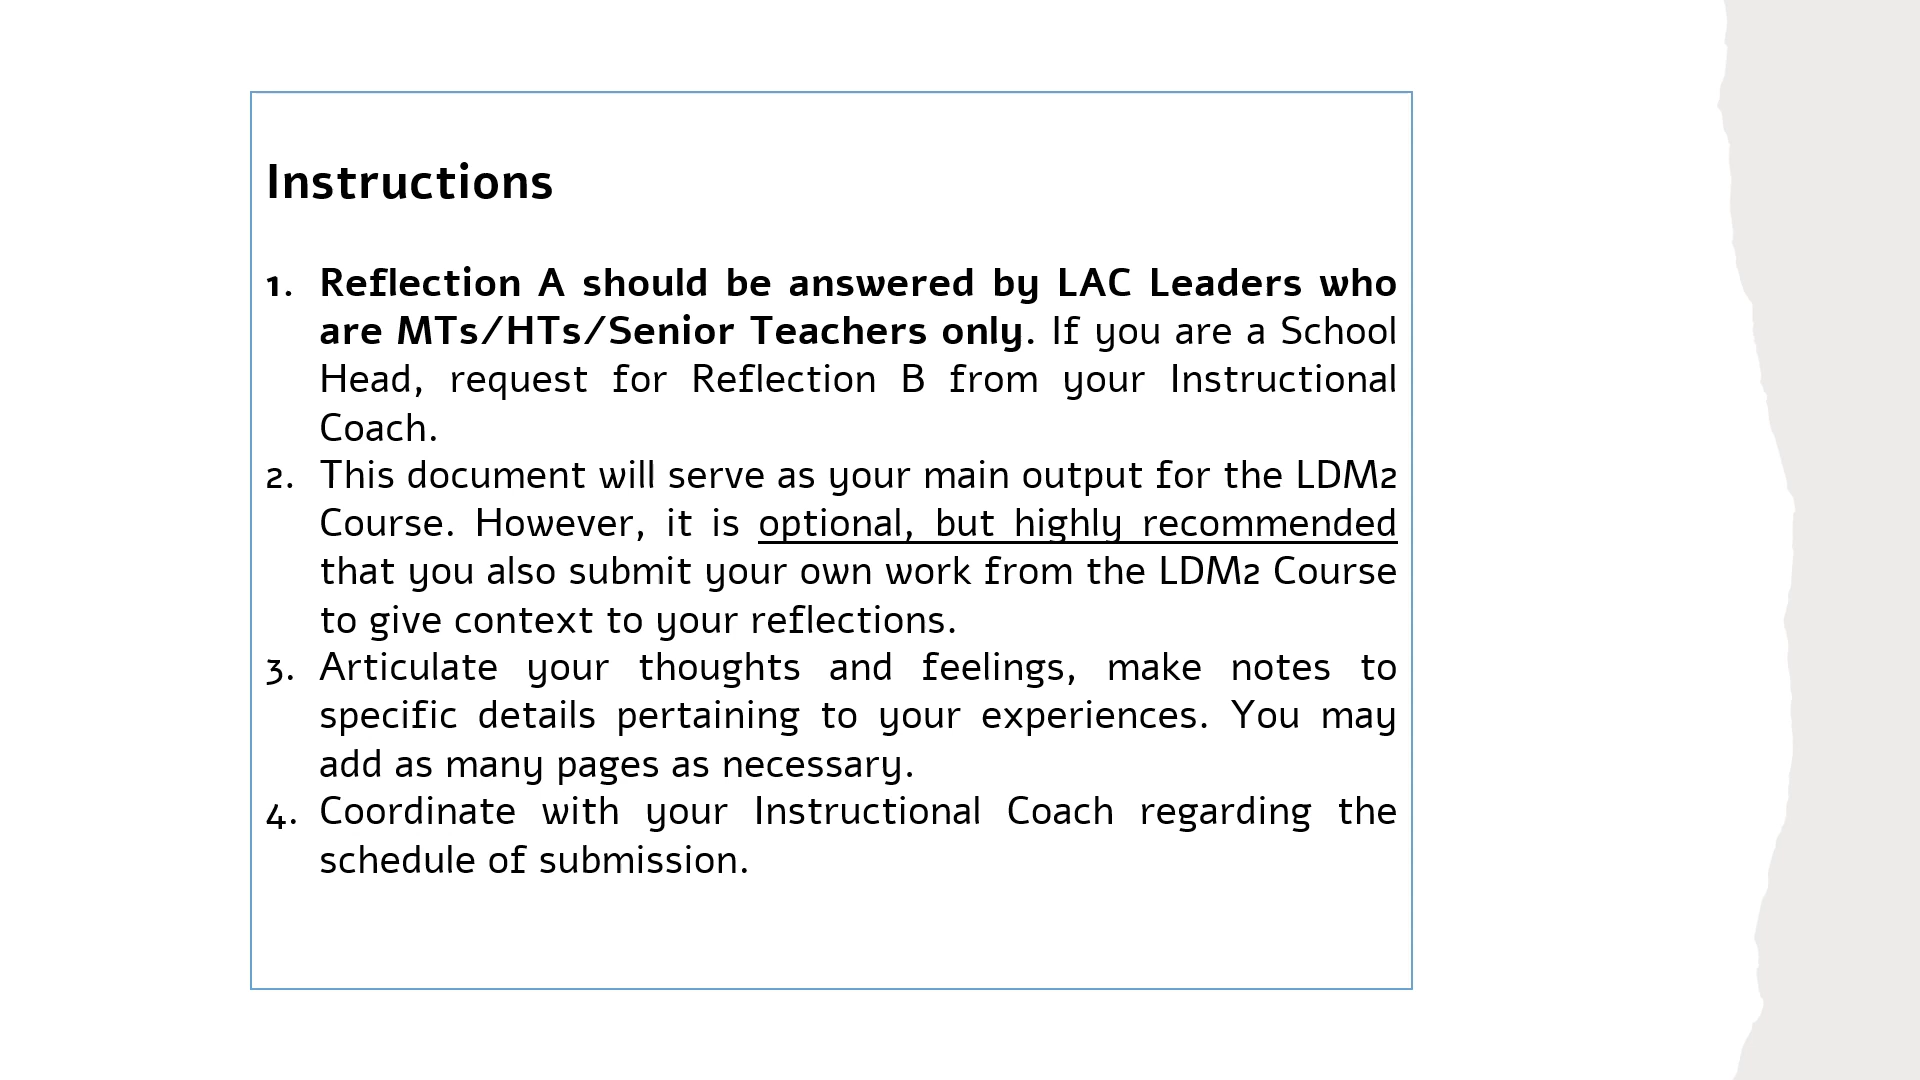 Instructions
1. Reflection A should be answered by LAC Leaders who
are MTs/HTs/Senior Teachers only. If you are a School
Head, request for Reflection B from your Instructional
Coach.
2. This document will serve as your main output for the LDM2
Course. However, it is optional, but highly recommended
that you also submit your own work from the LDM2 Course
to give context to your reflections.
3. Articulate your thoughts and feelings, make notes to
specific details pertaining to your experiences. You may
add as many pages as necessary.
4. Coordinate with your Instructional Coach regarding the
schedule of submission.